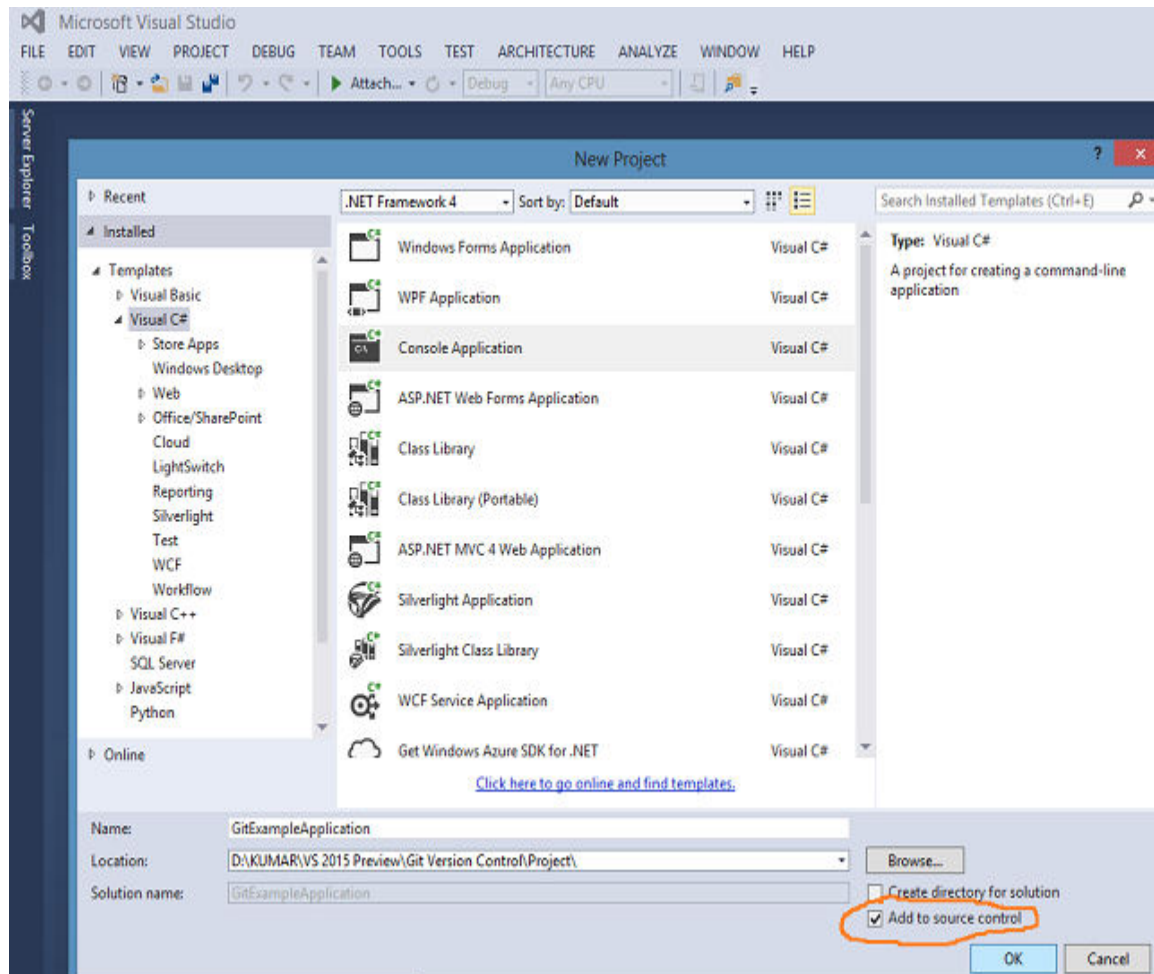 Microsoft Visual Studio
FILE EDIT VIEW PROJECT DEBUG TEAM TOOLS TEST ARCHITECTURE ANALYZE WINDOW HELP
Attach... Debug Any CPU
Server Explorer
Toolbox
New Project
Recent
Installed
Templates
Visual Basic
Visual C#
Store Apps
Windows Desktop
Web
Office/SharePoint
Cloud
LightSwitch
Reporting
Silverlight
Test
WCF
Workflow
Visual C++
Visual F#
SQL Server
JavaScript
Python
Online
.NET Framework 4 Sort by: Default
Windows Forms Application Visual C#
WPF Application Visual C#
Console Application Visual C#
ASP.NET Web Forms Application Visual C#
Class Library Visual C#
Class Library (Portable) Visual C#
ASP.NET MVC 4 Web Application Visual C#
Silverlight Application Visual C#
Silverlight Class Library Visual C#
WCF Service Application Visual C#
Get Windows Azure SDK for .NET Visual C#
Click here to go online and find templates.
Search Installed Templates (Ctrl+E)
Type: Visual C#
A project for creating a command-line
application
Name: GitExampleApplication
Location: D:\KUMAR\VS 2015 Preview\Git Version Control\Project\ Browse...
Solution name: GitExampleApplication
Create directory for solution
Add to source control
OK Cancel